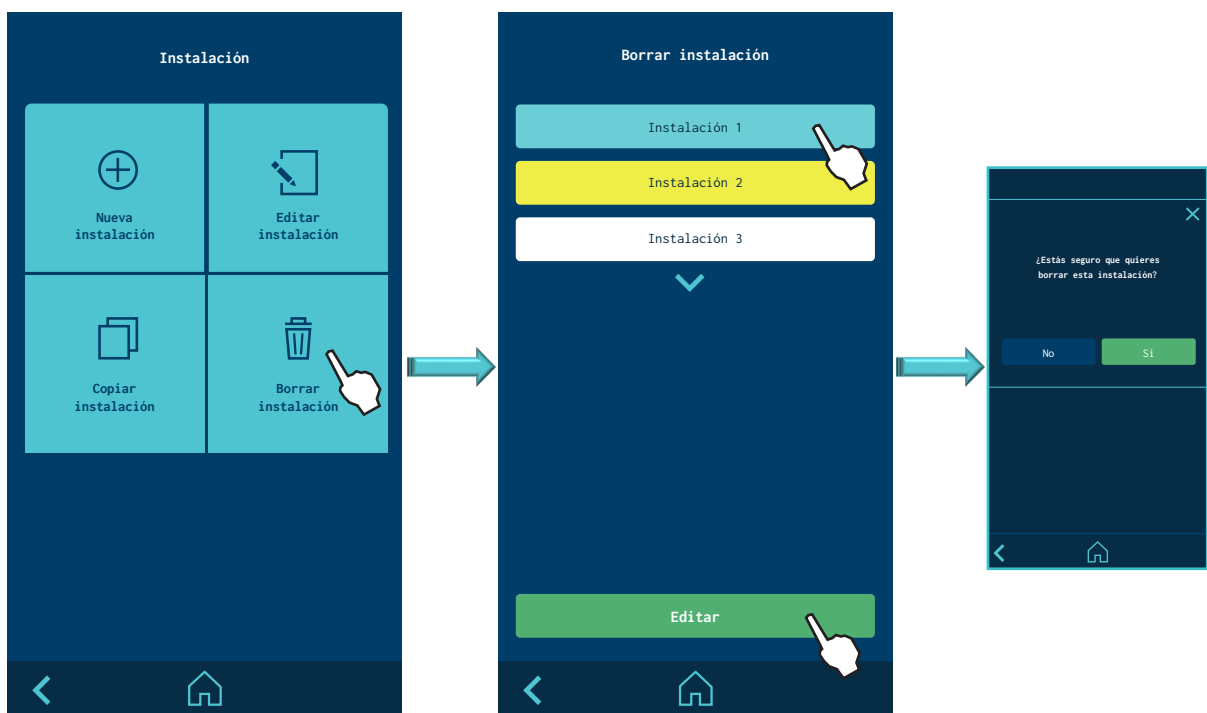 Instalación
Nueva
instalación
Editar
instalación
Copiar
instalación
Borrar
instalación
Borrar instalación
Instalación 1
Instalación 2
Instalación 3
Editar
¿Estás seguro que quieres
borrar esta instalación?
No
Si